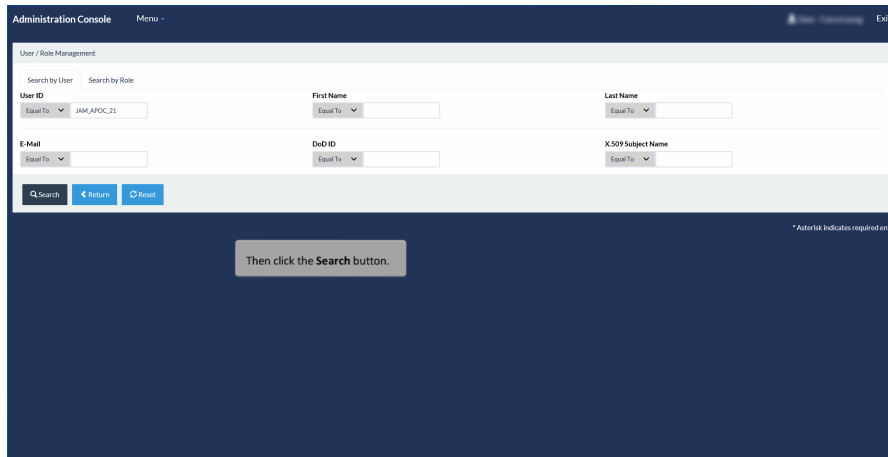 Administration Console Menu Exi
User / Role Management
Search by User Search by Role
User ID First Name Last Name
Equal To JAM_APOC_21 Equal To Equal To
E-Mail DoD ID X.509 Subject Name
Equal To Equal To Equal To
Search Return Reset
* Asterisk indicates required en
Then click the Search button.